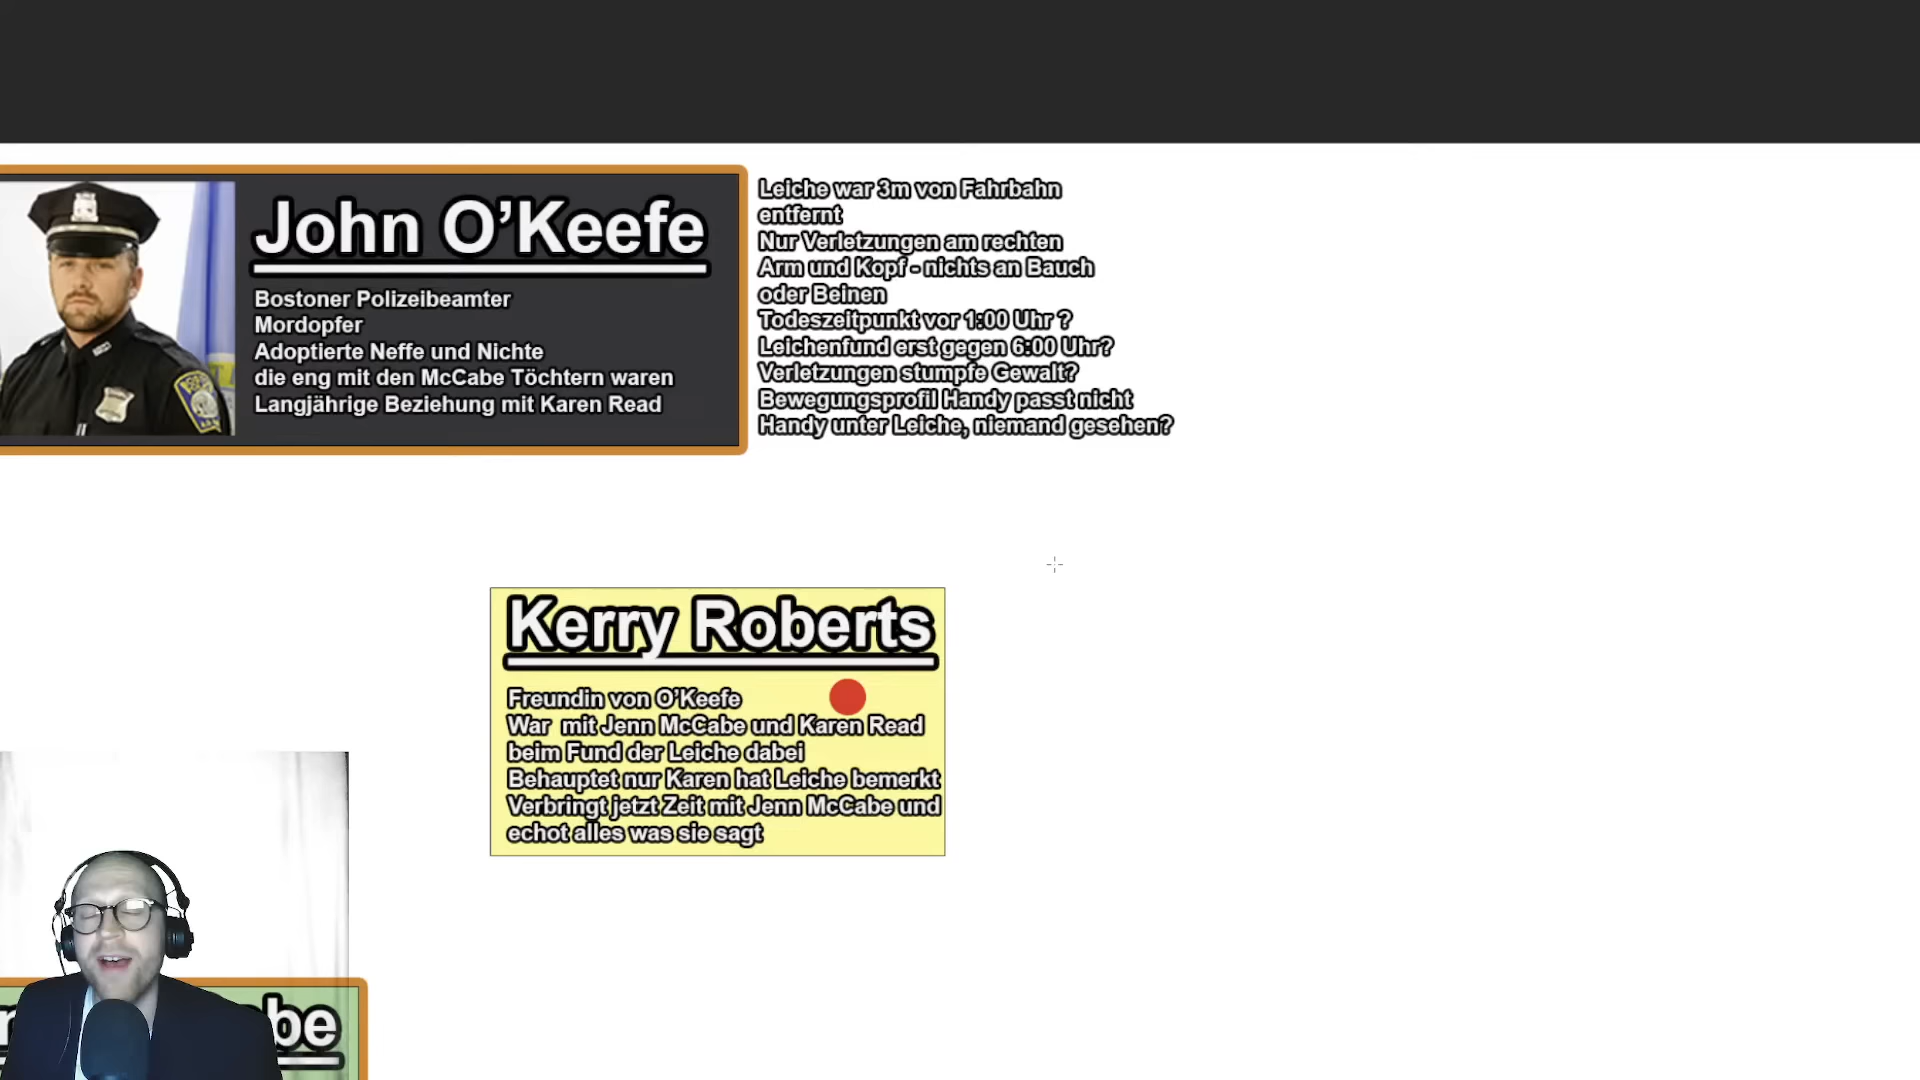 John O’Keefe
Bostoner Polizeibeamter
Mordopfer
Adoptierte Neffe und Nichte
die eng mit den McCabe Töchtern waren
Langjährige Beziehung mit Karen Read
Leiche war 3m von Fahrbahn
entfernt
Nur Verletzungen am rechten
Arm und Kopf - nichts an Bauch
oder Beinen
Todeszeitpunkt vor 1:00 Uhr ?
Leichenfund erst gegen 6:00 Uhr?
Verletzungen stumpfe Gewalt?
Bewegungsprofil Handy passt nicht
Handy unter Leiche, niemand gesehen?
Kerry Roberts
Freundin von O’Keefe
War mit Jenn McCabe und Karen Read
beim Fund der Leiche dabei
Behauptet nur Karen hat Leiche bemerkt
Verbringt jetzt Zeit mit Jenn McCabe und
echot alles was sie sagt
be